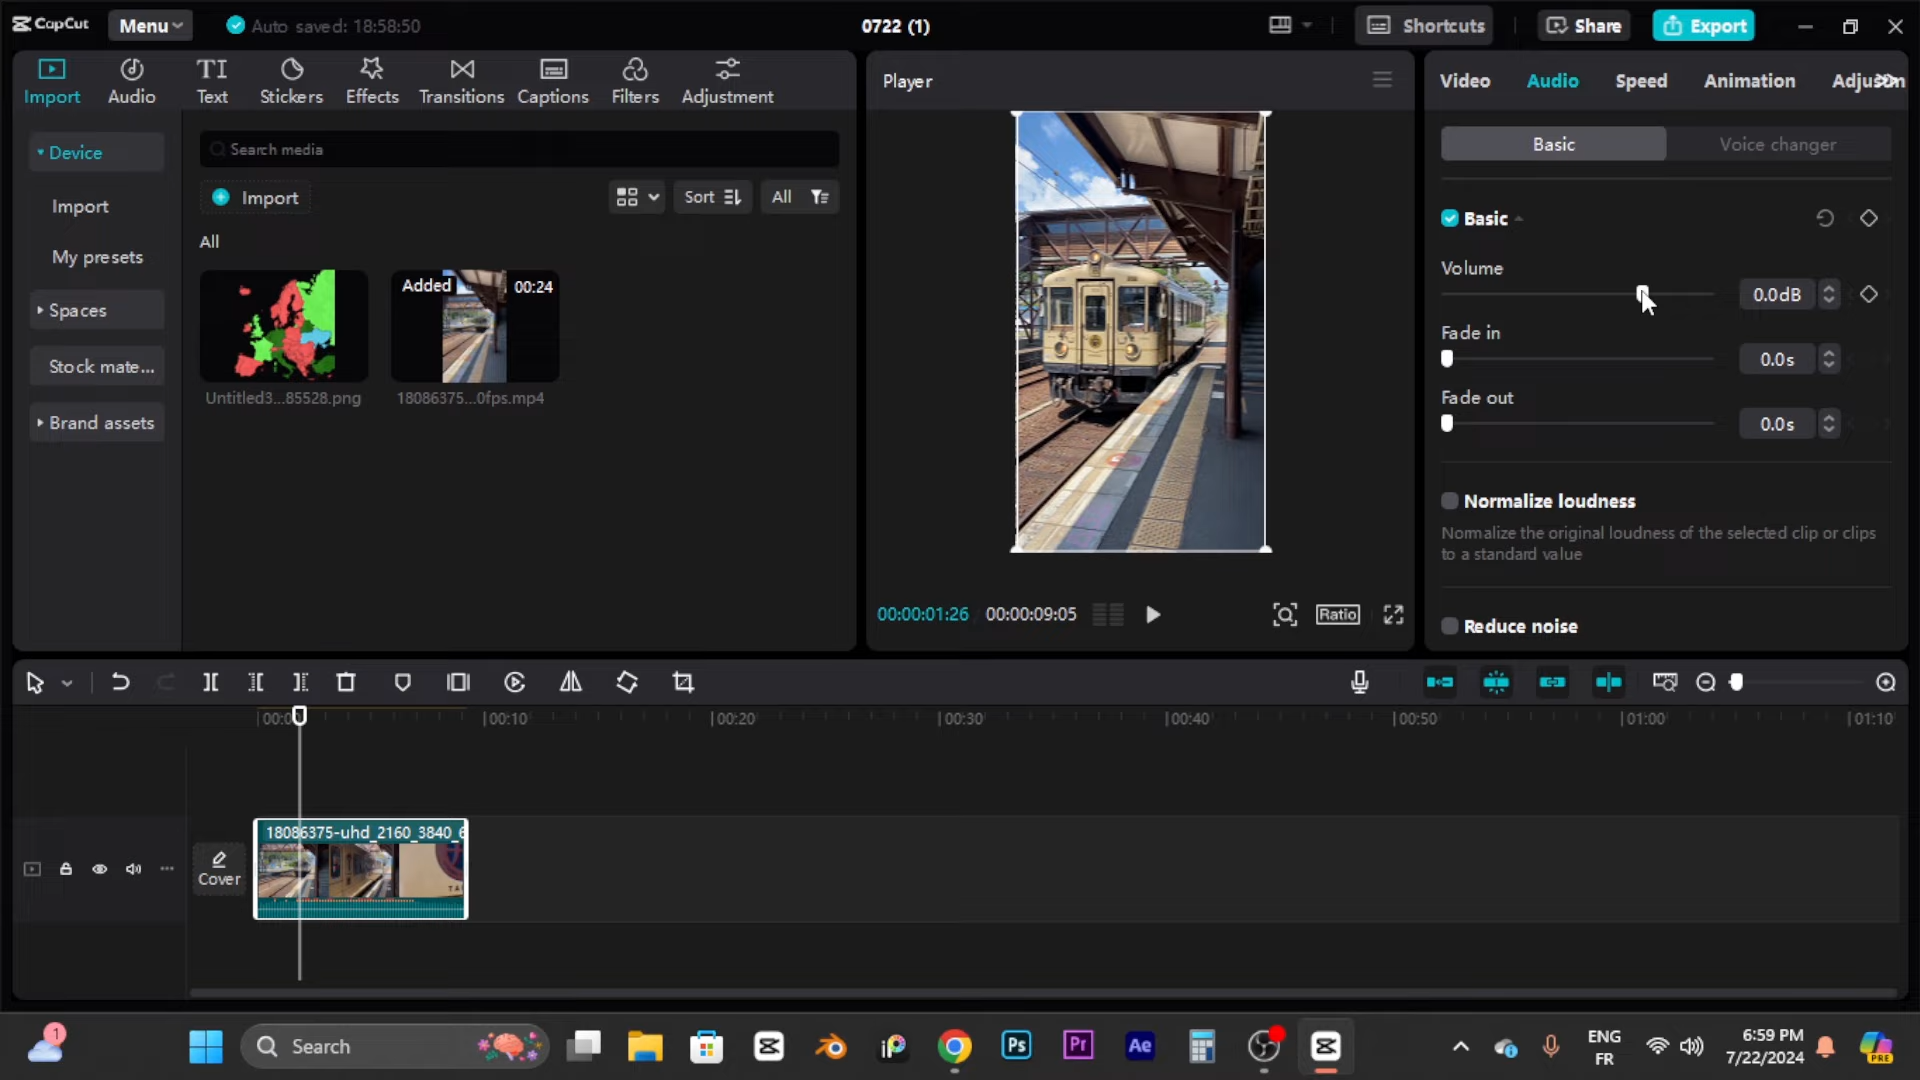 CapCut
Menu
Auto saved: 18:58:50
0722 (1)
Shortcuts
Share
Export
Import
Audio
Text
Stickers
Effects
Transitions
Captions
Filters
Adjustment
Player
Video
Audio
Speed
Animation
Device
Import
My presets
Spaces
Stock mate...
Brand assets
Search media
Import
Sort
All
All
Added
00:24
Untitled3...85528.png
18086375...0fps.mp4
00:00:01:26
00:00:09:05
Ratio
Basic
Voice changer
Basic
Volume
0.0dB
Fade in
0.0s
Fade out
0.0s
Normalize loudness
Normalize the original loudness of the selected clip or clips
to a standard value
Reduce noise
00:10
00:20
00:30
00:40
00:50
01:00
01:10
Cover
18086375-uhd_2160_3840_6
1
Search
Ps
Pr
Ae
ENG
FR
6:59 PM
7/22/2024
PRE